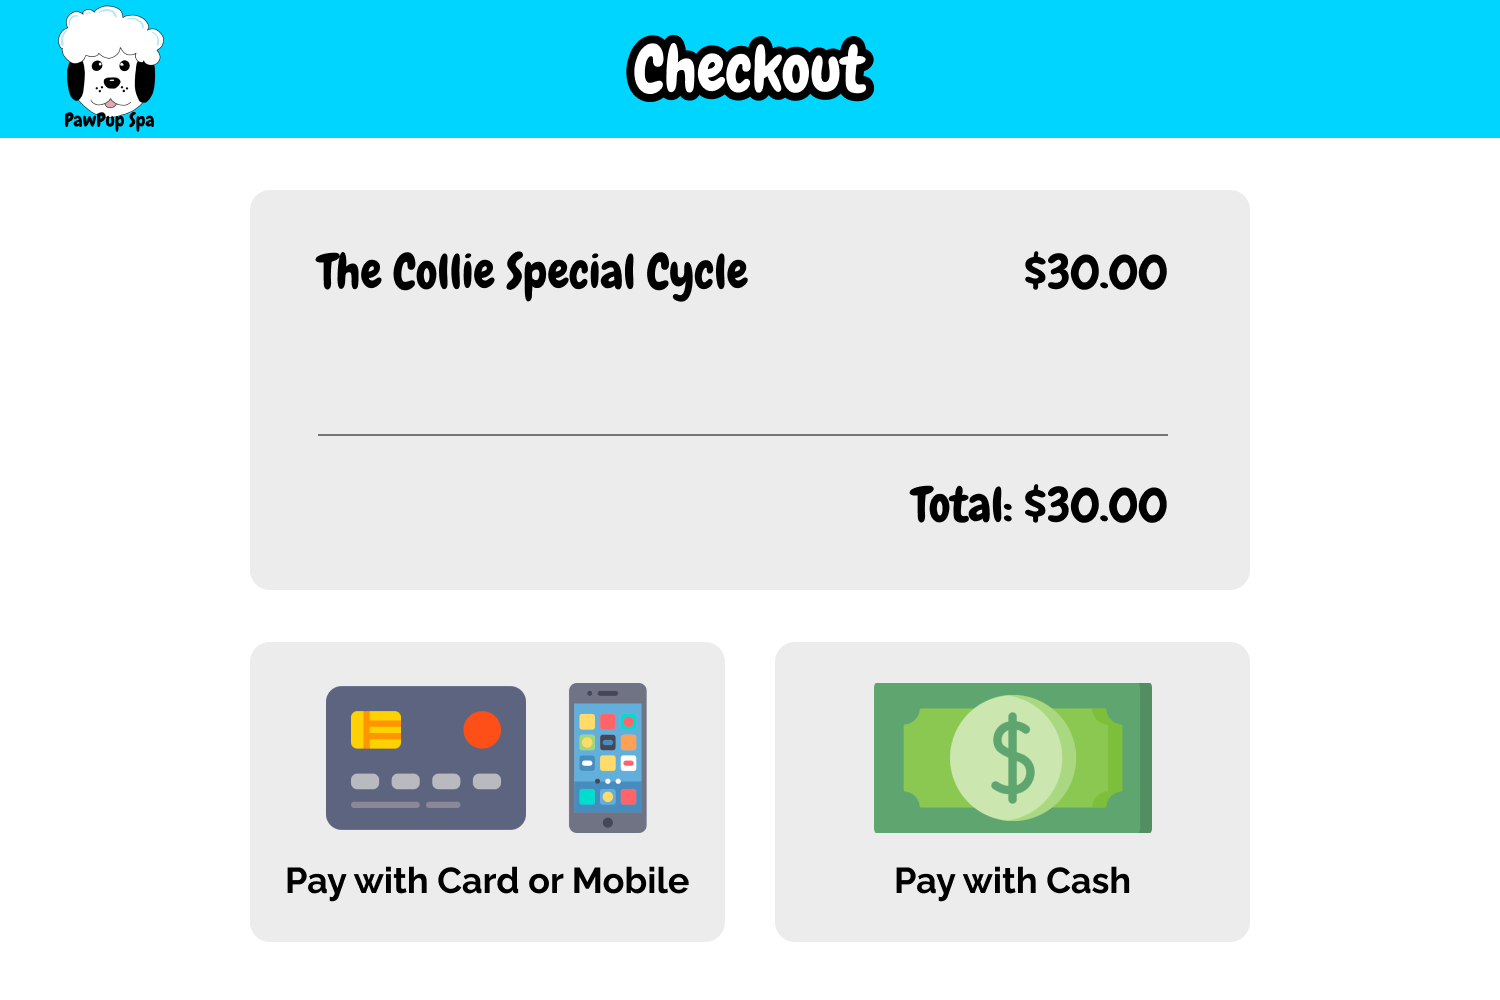 PawPup Spa
Checkout
The Collie Special Cycle $30.00
Total: $30.00
Pay with Card or Mobile
$
Pay with Cash